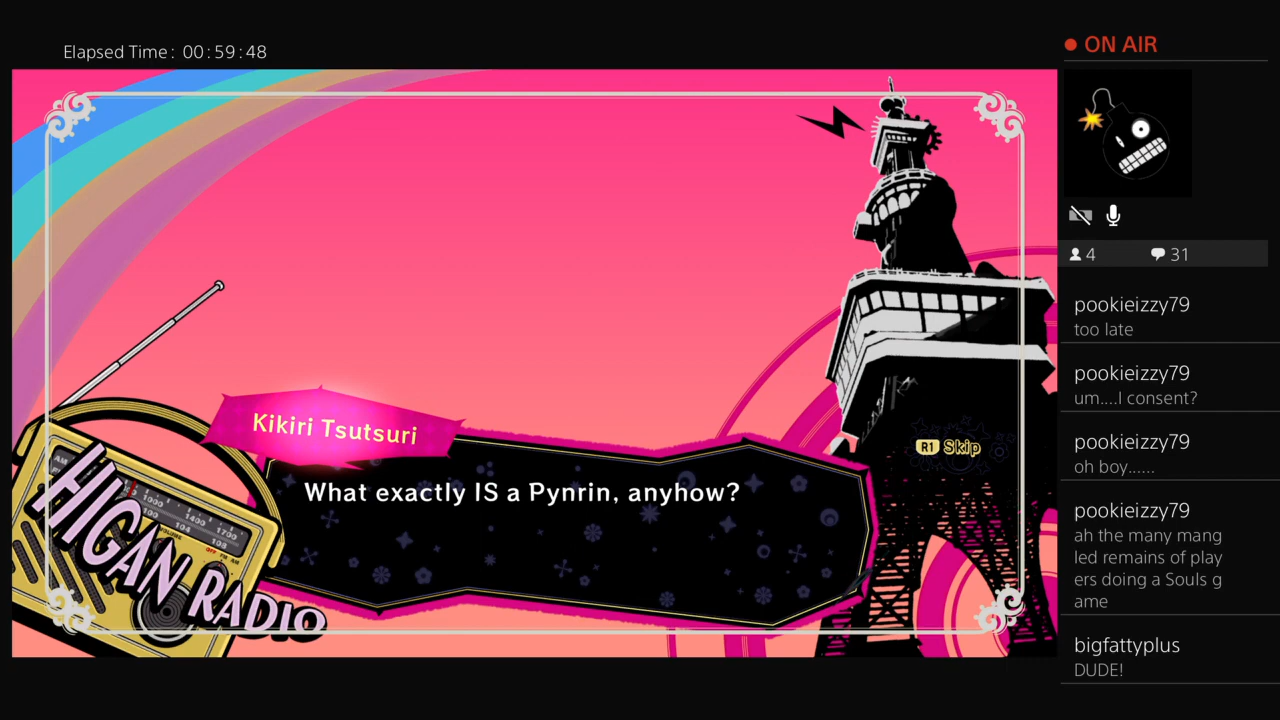 Elapsed Time: 00:59:48
ON AIR
4
31
pookieizzy79
too late
pookieizzy79
um....I consent?
pookieizzy79
oh boy......
pookieizzy79
ah the many mang
led remains of play
ers doing a Souls g
ame
bigfattyplus
DUDE!
Kikiri Tsutsuri
What exactly IS a Pynrin, anyhow?
R1 Skip
HIGAN RADIO